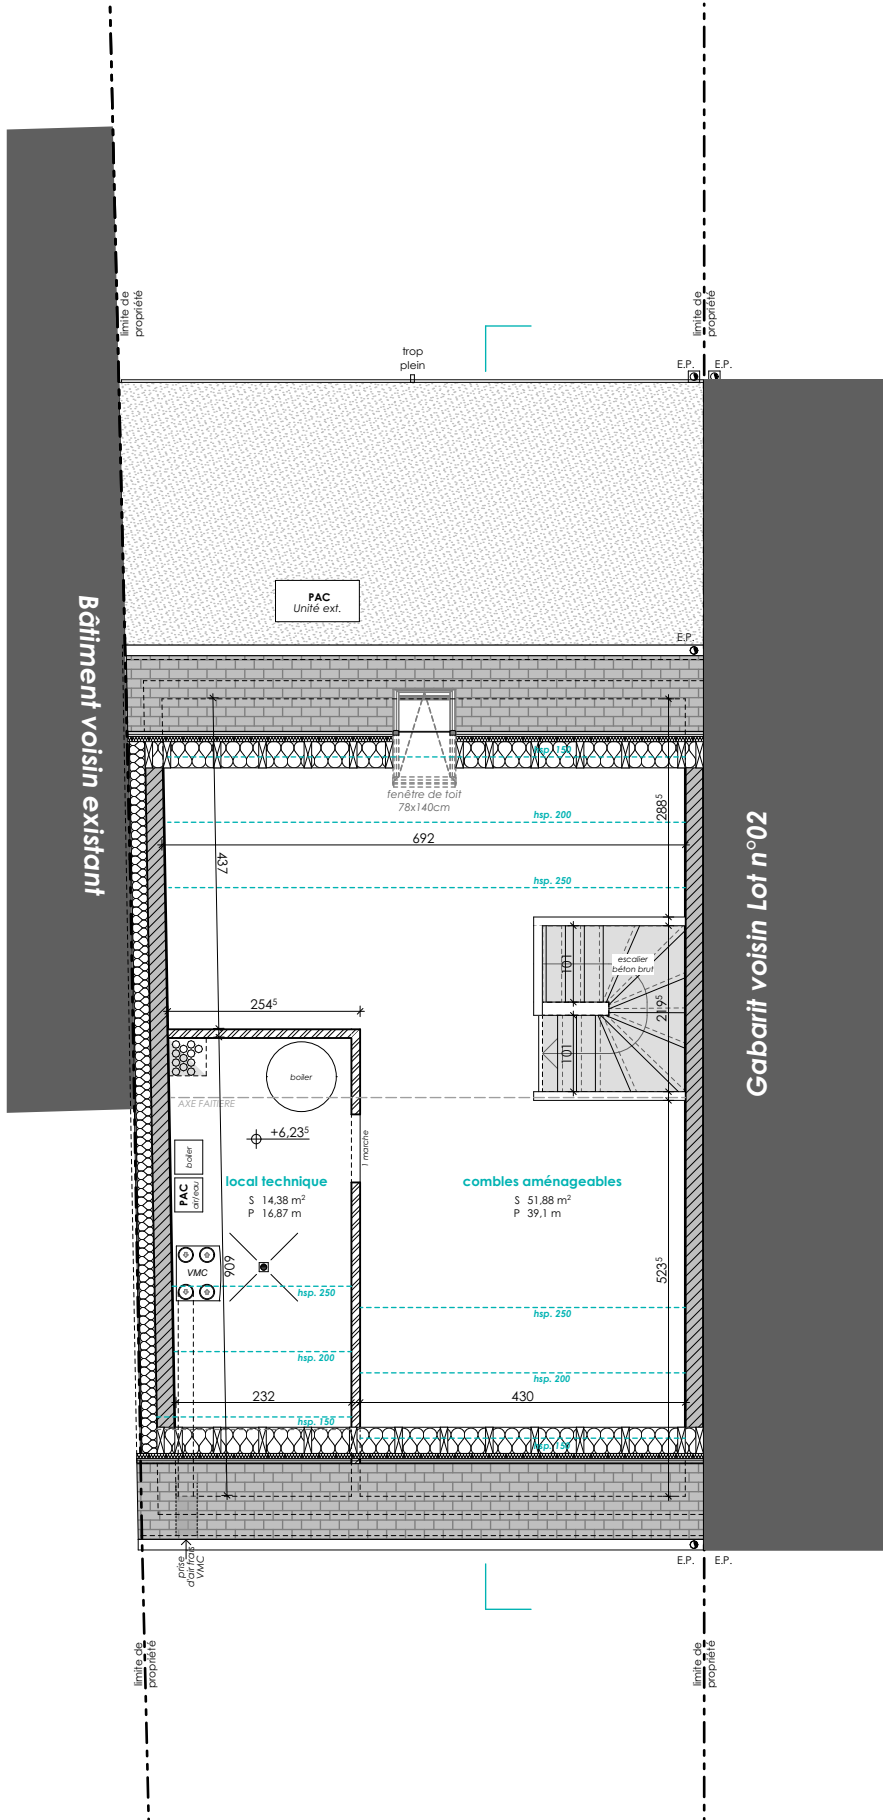 limite de
propriété
limite de
propriété
trop
plein
E.P.
E.P.
PAC
Unité ext.
E.P.
Bâtiment voisin existant
hsp. 150
fenêtre de toit
78x140cm
288⁵
hsp. 200
692
437
hsp. 250
Gabarit voisin Lot n°02
escalier
béton brut
101
219⁵
254⁵
101
boiler
AXE FAITIERE
+6,23⁵
1 marche
boiler
PAC
air/eau
local technique
S 14,38 m²
P 16,87 m
combles aménageables
S 51,88 m²
P 39,1 m
VMC
909
523⁵
hsp. 250
hsp. 250
hsp. 200
hsp. 200
232
430
hsp. 150
hsp. 150
prise
d'air frais
VMC
E.P.
E.P.
limite de
propriété
limite de
propriété